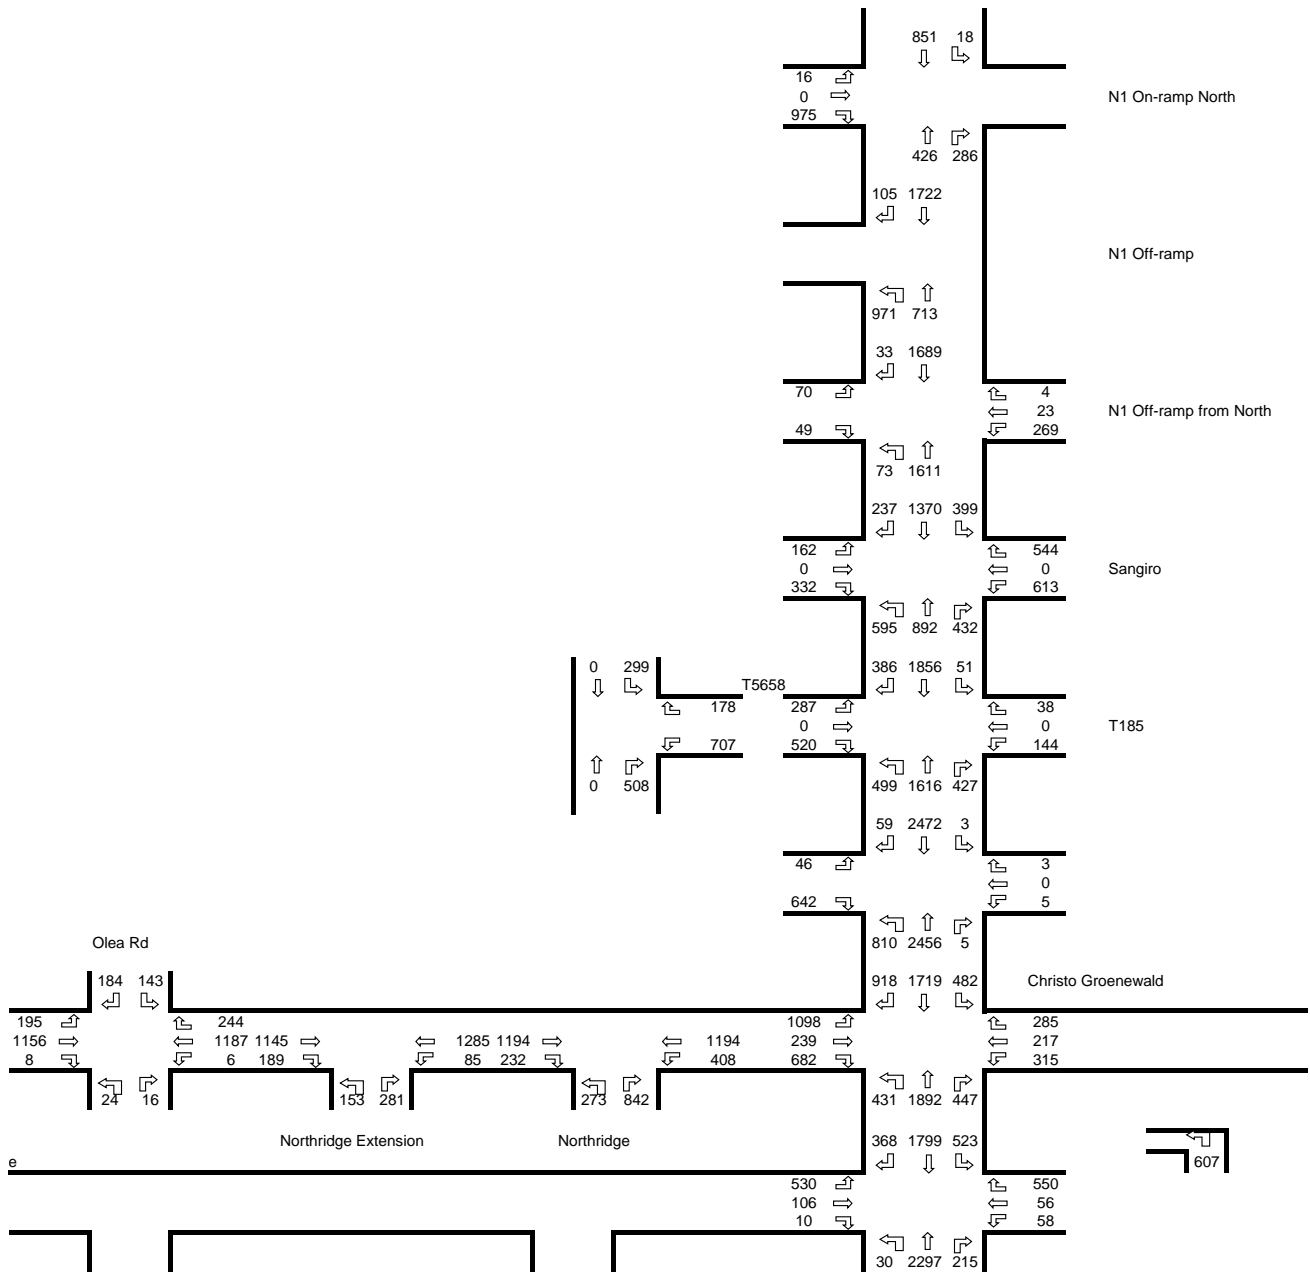 851 18
16
0
N1 On-ramp North
975
426 286
105 1722
N1 Off-ramp
971 713
33 1689
70 4
23 N1 Off-ramp from North
49 269
73 1611
237 1370 399
162 544
0 0 Sangiro
332 613
595 892 432
0 299 386 1856 51
T5658
178 287 38
0 0 T185
707 520 144
0 508 499 1616 427
59 2472 3
46 3
0
642 5
Olea Rd 810 2456 5
184 143 918 1719 482 Christo Groenewald
195 244 1098 285
1156 1187 1145 1285 1194 1194 239 217
8 6 189 85 232 408 682 315
24 16 153 281 273 842 431 1892 447
Northridge Extension Northridge 368 1799 523
e 607
530 550
106 56
10 58
30 2297 215